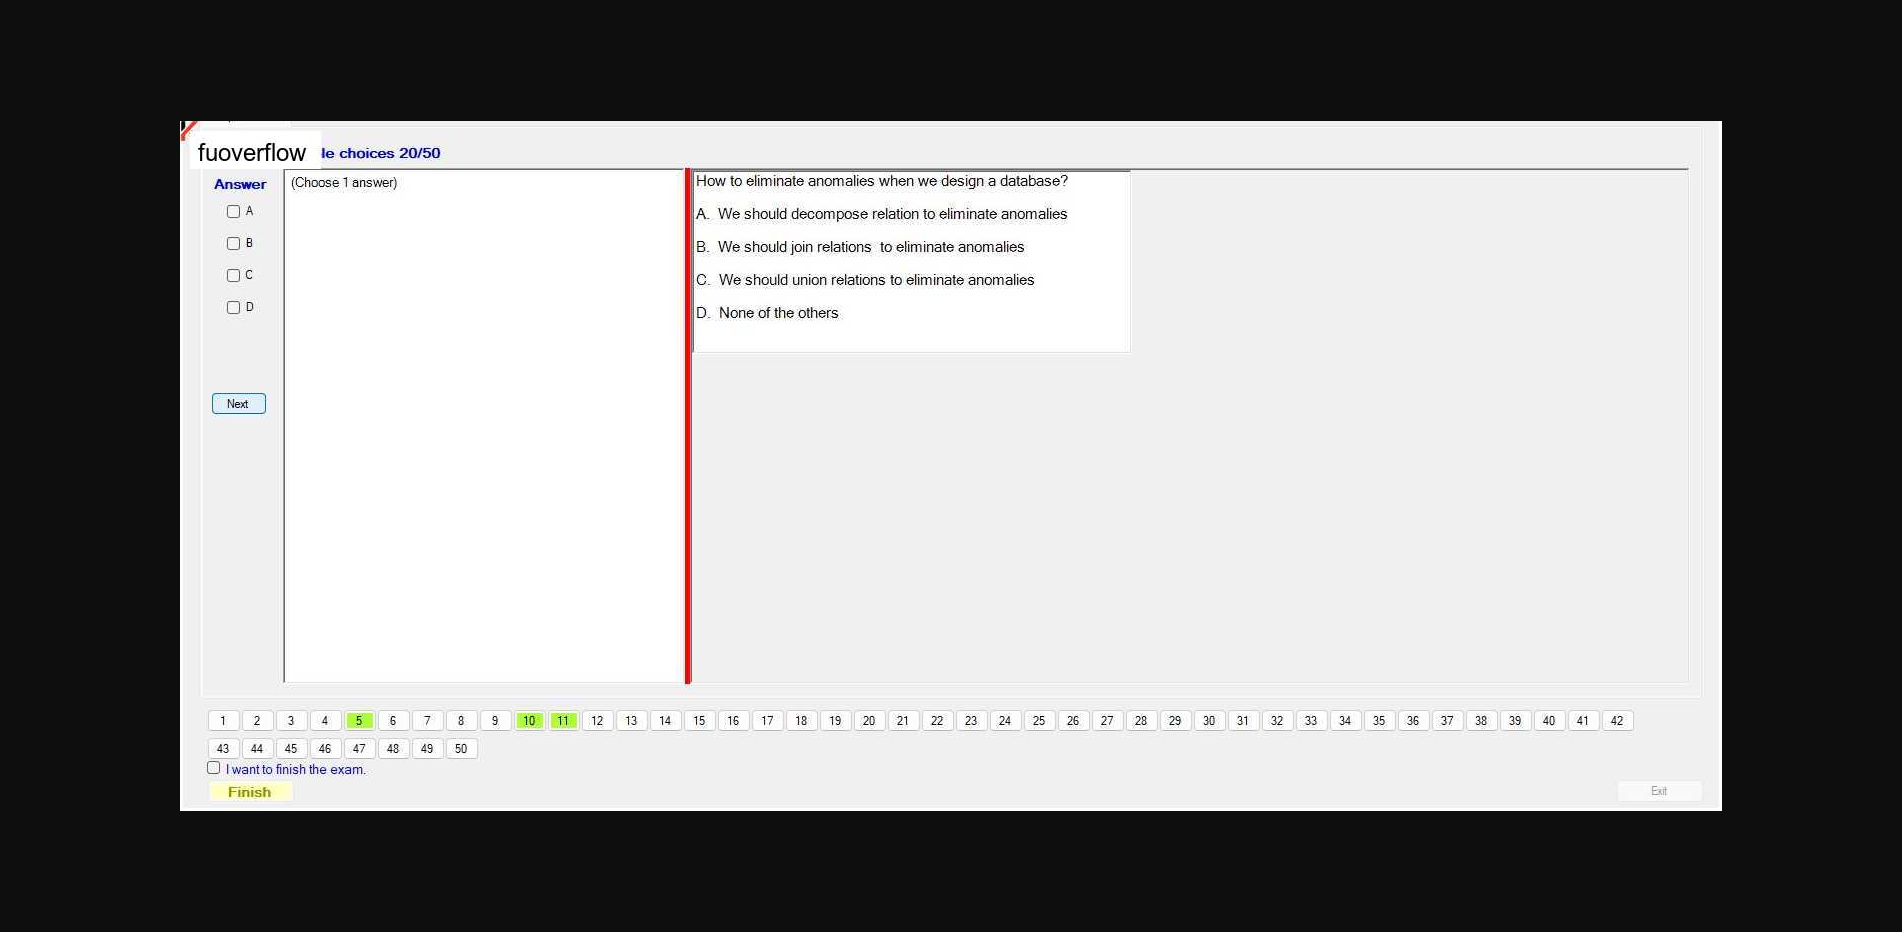 fuoverflow
le choices 20/50
Answer
(Choose 1 answer)
A
B
C
D
Next
How to eliminate anomalies when we design a database?
A. We should decompose relation to eliminate anomalies
B. We should join relations to eliminate anomalies
C. We should union relations to eliminate anomalies
D. None of the others
1 2 3 4 5 6 7 8 9 10 11 12 13 14 15 16 17 18 19 20 21 22 23 24 25 26 27 28 29 30 31 32 33 34 35 36 37 38 39 40 41 42
43 44 45 46 47 48 49 50
I want to finish the exam.
Finish
Exit